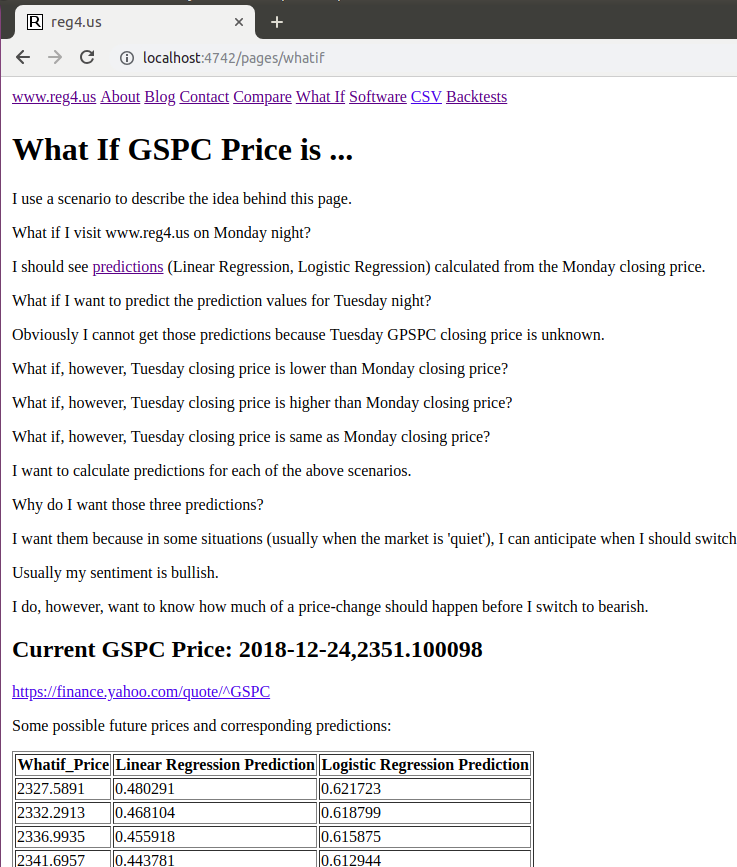 R reg4.us
localhost:4742/pages/whatif
www.reg4.us About Blog Contact Compare What If Software CSV Backtests
What If GSPC Price is ...
I use a scenario to describe the idea behind this page.
What if I visit www.reg4.us on Monday night?
I should see predictions (Linear Regression, Logistic Regression) calculated from the Monday closing price.
What if I want to predict the prediction values for Tuesday night?
Obviously I cannot get those predictions because Tuesday GPSPC closing price is unknown.
What if, however, Tuesday closing price is lower than Monday closing price?
What if, however, Tuesday closing price is higher than Monday closing price?
What if, however, Tuesday closing price is same as Monday closing price?
I want to calculate predictions for each of the above scenarios.
Why do I want those three predictions?
I want them because in some situations (usually when the market is 'quiet'), I can anticipate when I should switch
Usually my sentiment is bullish.
I do, however, want to know how much of a price-change should happen before I switch to bearish.
Current GSPC Price: 2018-12-24,2351.100098
https://finance.yahoo.com/quote/^GSPC
Some possible future prices and corresponding predictions:
Whatif_Price Linear Regression Prediction Logistic Regression Prediction
2327.5891 0.480291 0.621723
2332.2913 0.468104 0.618799
2336.9935 0.455918 0.615875
2341.6957 0.443781 0.612944